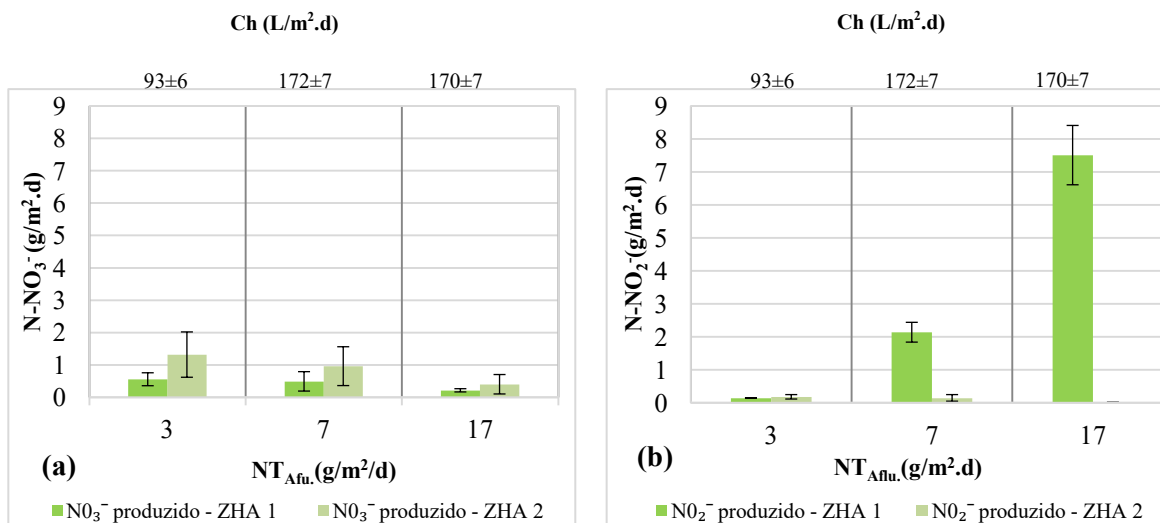 Ch (L/m².d)
93±6 172±7 170±7
9
8
7
6
5
4
3
2
1
0
N-NO₃⁻ (g/m².d)
3 7 17
(a)
NT_Afu. (g/m²/d)
N0₃⁻ produzido - ZHA 1 N0₃⁻ produzido - ZHA 2
Ch (L/m².d)
93±6 172±7 170±7
9
8
7
6
5
4
3
2
1
0
N-NO₂⁻(g/m².d)
3 7 17
(b)
NT_Aflu.(g/m².d)
N0₂⁻ produzido - ZHA 1 N0₂⁻ produzido - ZHA 2